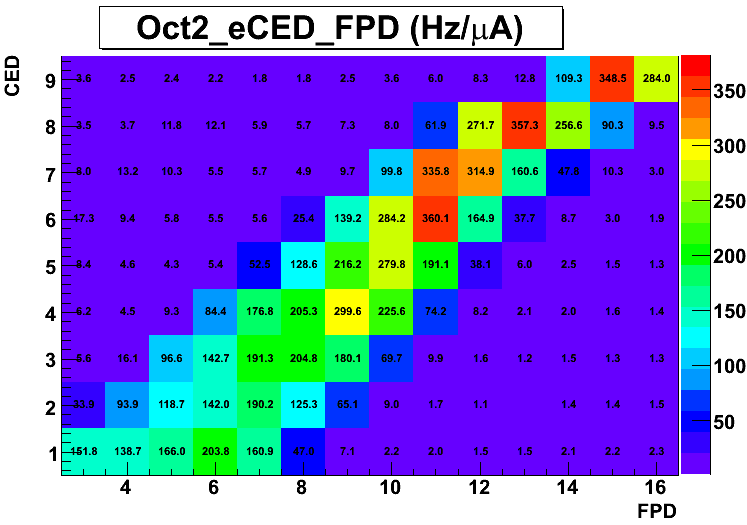 Oct2_eCED_FPD (Hz/μA)
CED
9 3.6 2.5 2.4 2.2 1.8 1.8 2.5 3.6 6.0 8.3 12.8 109.3 348.5 284.0
350
8 3.5 3.7 11.8 12.1 5.9 5.7 7.3 8.0 61.9 271.7 357.3 256.6 90.3 9.5
300
7 13.2 10.3 5.5 5.7 4.9 9.7 99.8 335.8 314.9 160.6 47.8 10.3 3.0
250
6 17.3 9.4 5.8 5.5 5.6 25.4 139.2 284.2 360.1 164.9 37.7 8.7 3.0 1.9
200
5 4.6 4.3 5.4 52.5 128.6 216.2 279.8 191.1 38.1 6.0 2.5 1.5 1.3
150
4 4.5 9.3 84.4 176.8 205.3 299.6 225.6 74.2 8.2 2.1 2.0 1.6 1.4
100
3 5.6 16.1 96.6 142.7 191.3 204.8 180.1 69.7 9.9 1.6 1.2 1.5 1.3 1.3
50
2 33.9 93.9 118.7 142.0 190.2 125.3 65.1 9.0 1.7 1.1 1.4 1.4 1.5
1 151.8 138.7 166.0 203.8 160.9 47.0 7.1 2.2 2.0 1.5 1.5 2.1 2.2 2.3
4 6 8 10 12 14 16
FPD